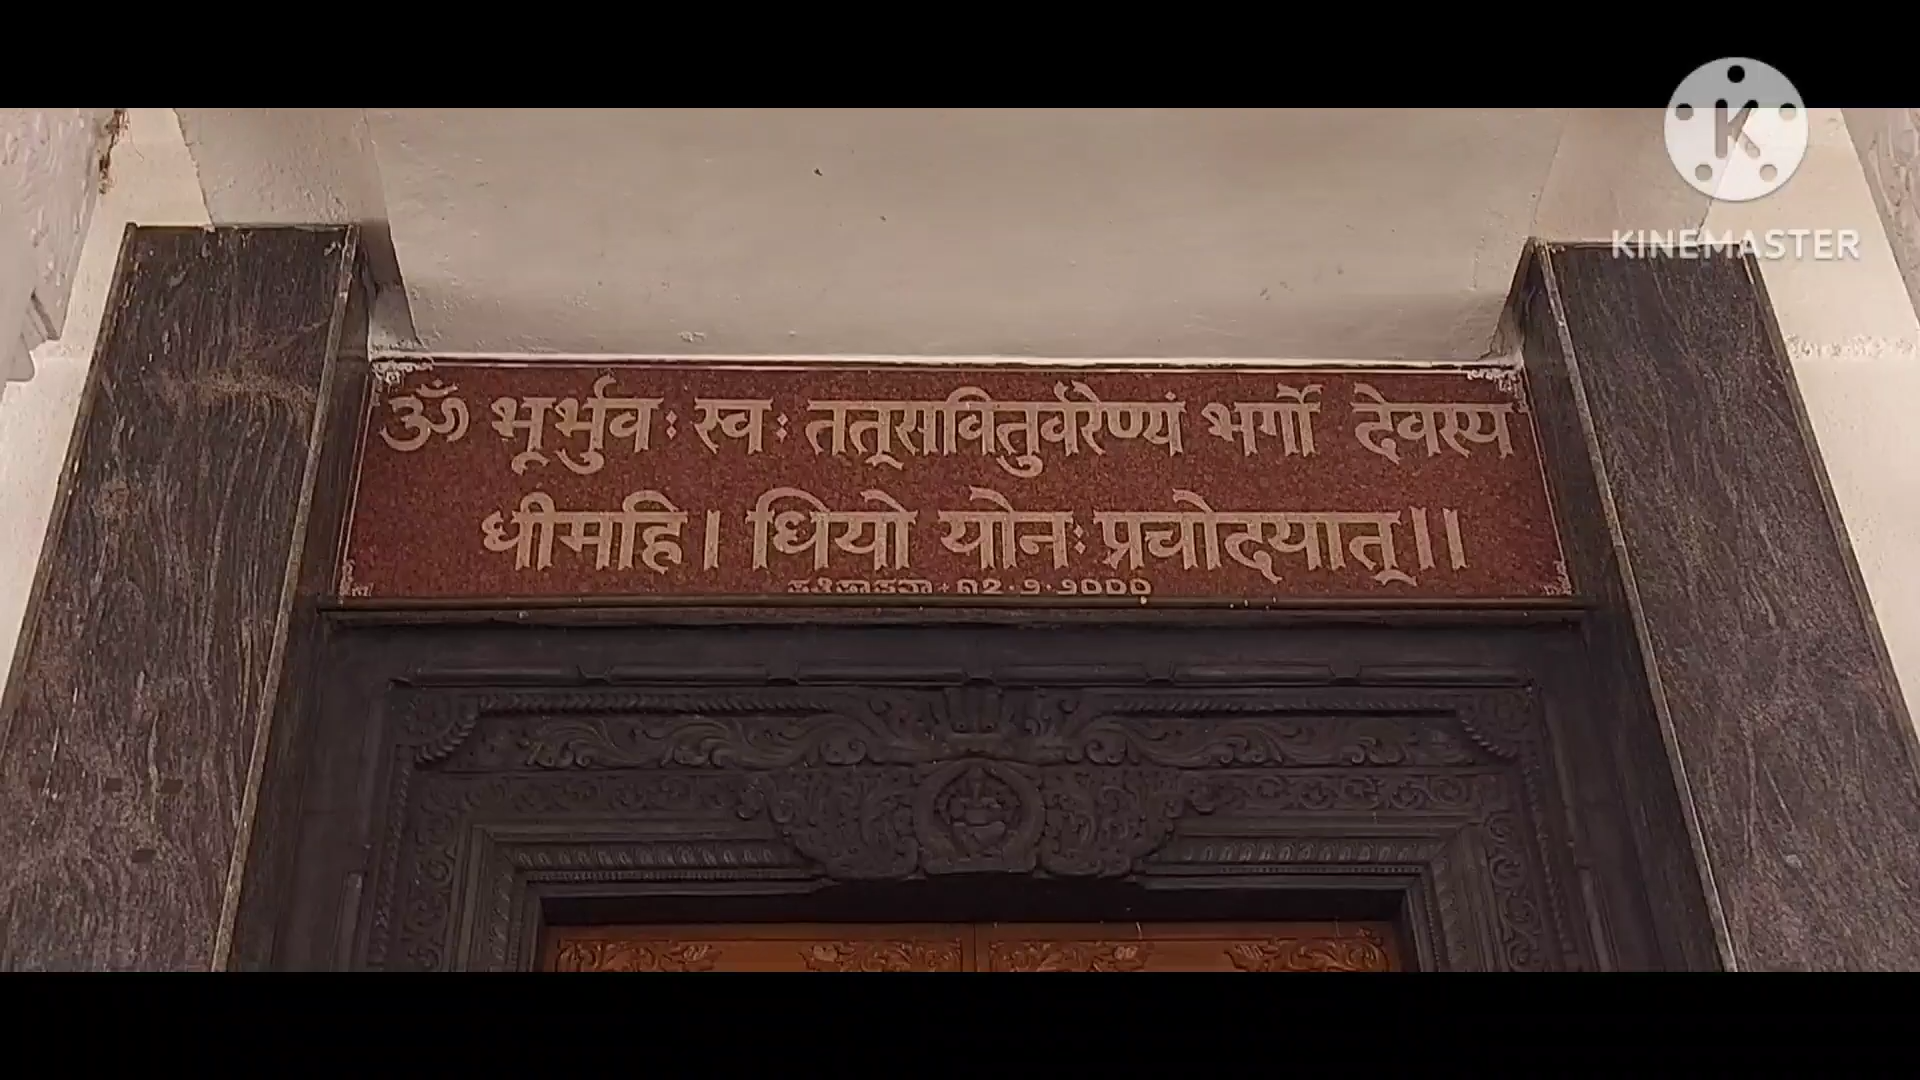 KINEMASTER
ॐ भूर्भुवः स्वः तत्सवितुर्वरेण्यं भर्गो देवस्य
धीमहि। धियो योनः प्रचोदयात्।।